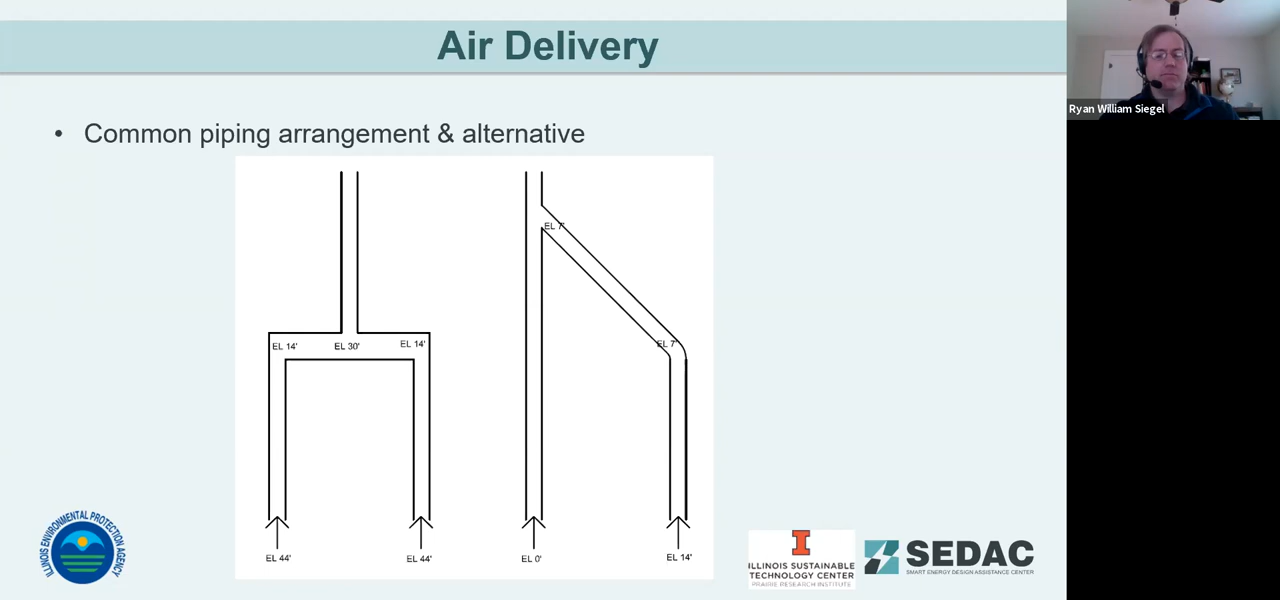 Air Delivery
Ryan William Siegel
• Common piping arrangement & alternative
EL 7'
EL 14'
EL 30'
EL 14'
EL 7'
EL 44'
EL 44'
EL 0'
EL 14'
ILLINOIS ENVIRONMENTAL PROTECTION AGENCY
I
ILLINOIS SUSTAINABLE
TECHNOLOGY CENTER
PRAIRIE RESEARCH INSTITUTE
SEDAC
SMART ENERGY DESIGN ASSISTANCE CENTER